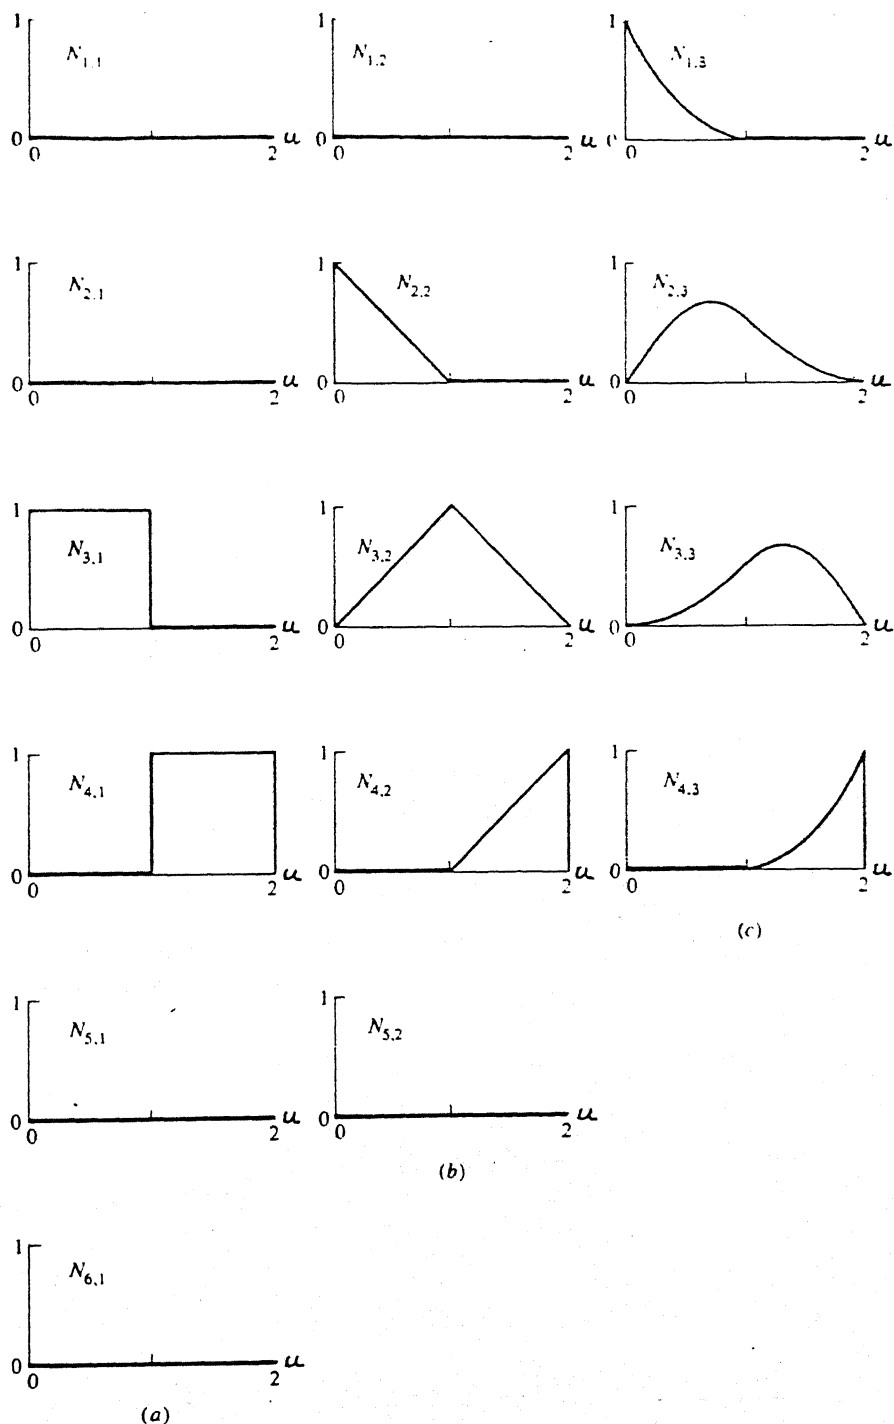 1 1 1
N1,1 N1,2 N1,3
0 0
0 2 u 0 2 u 0 2 u
1 1 1
N2,1 N2,2 N2,3
0 0 0
0 2 u 0 2 u 0 2 u
1 1 1
N3,1 N3,2 N3,3
0 0 0
0 2 u 0 2 u 0 2 u
1 1 1
N4,1 N4,2 N4,3
0 0 0
0 2 u 0 2 u 0 2 u
(c)
1 1
N5,1 N5,2
0 0
0 2 u 0 2 u
(b)
1
N6,1
0
0 2 u
(a)